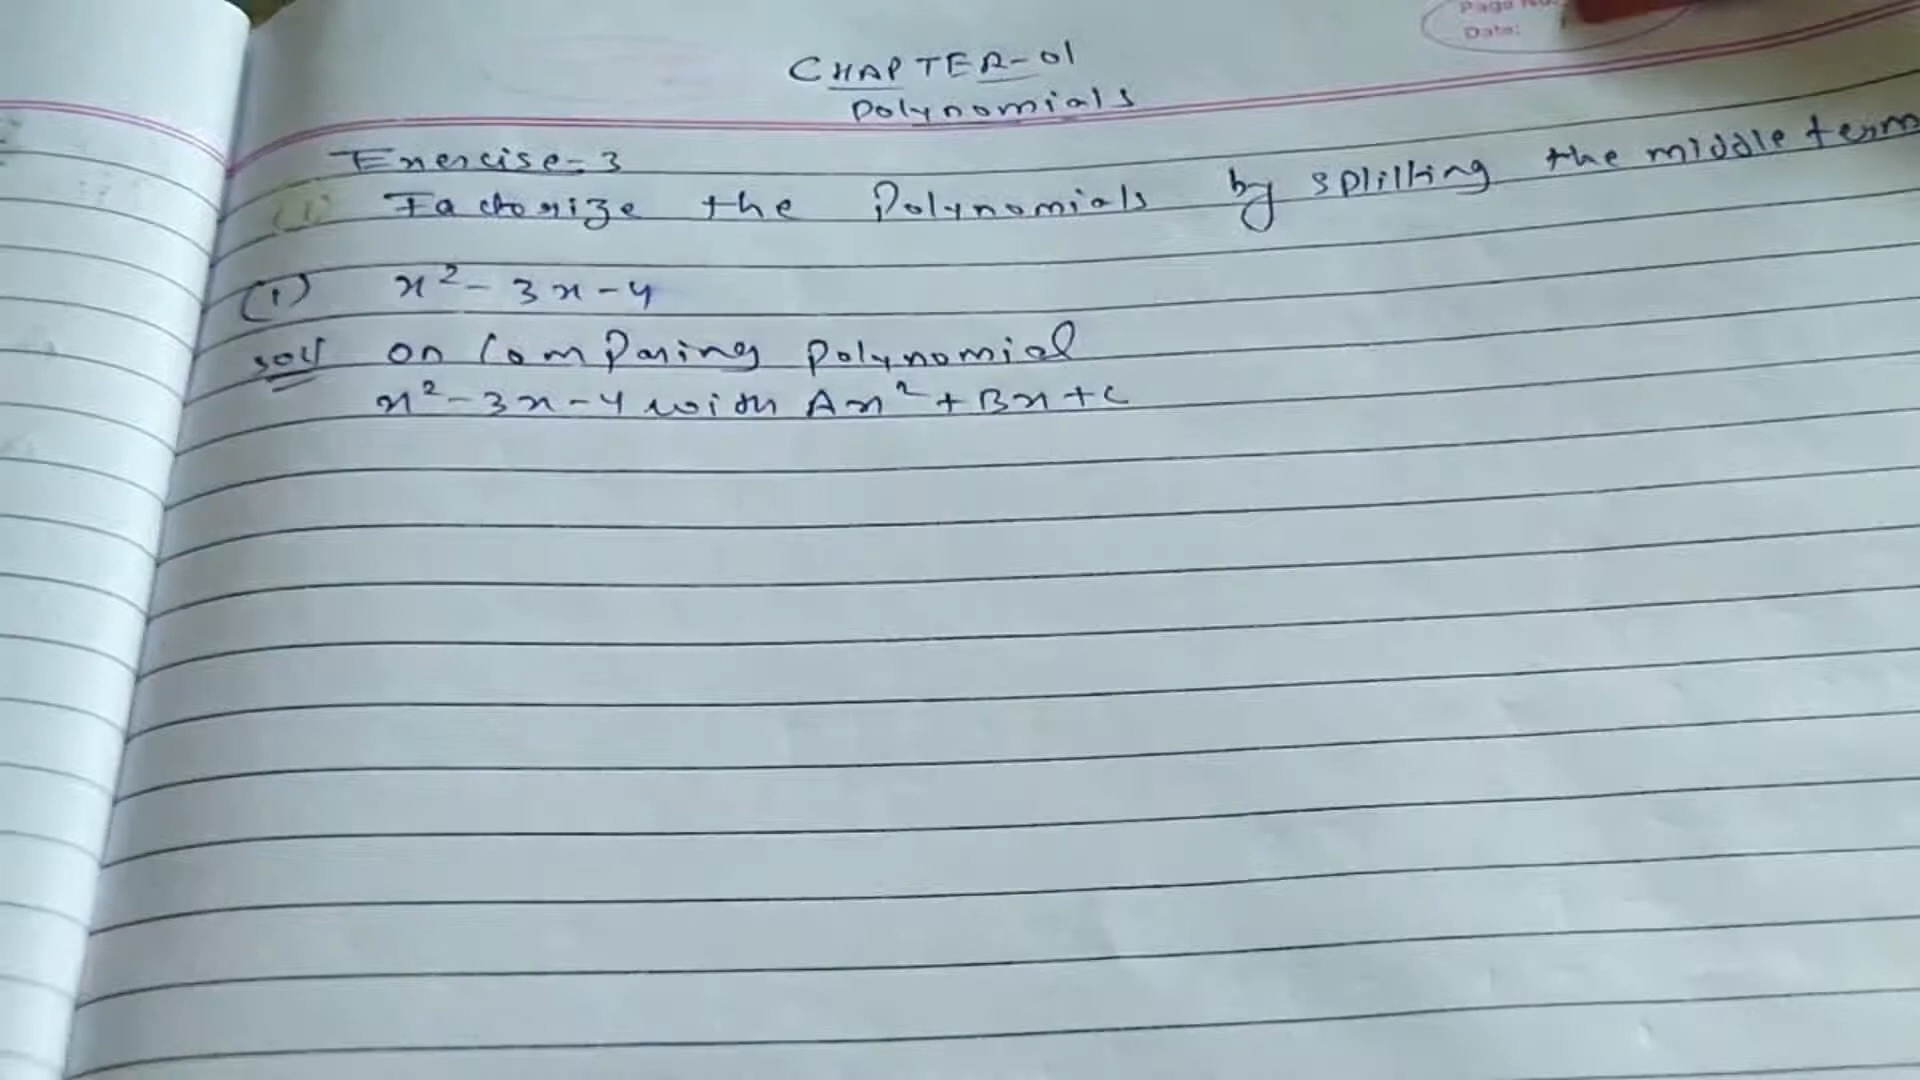 Page No.
Date:
CHAPTER-01
Polynomials
Exercise-3
(1) Factorize the Polynomials by splitting the middle term
(1) x² - 3x - 4
Sol
on Comparing Polynomial
x² - 3x - 4 with Ax² + Bx + C